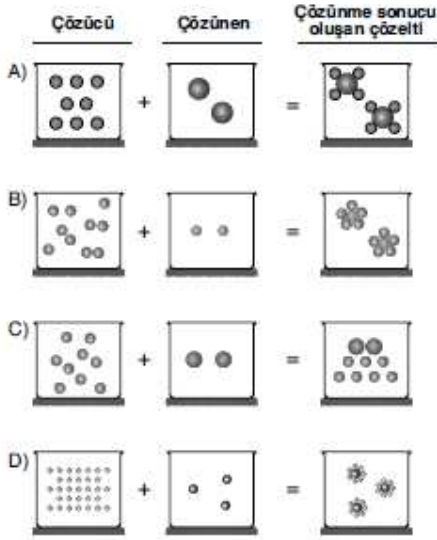 Çözücü Çözünen Çözünme sonucu
oluşan çözelti
A) + =
B) + =
C) + =
D) + =